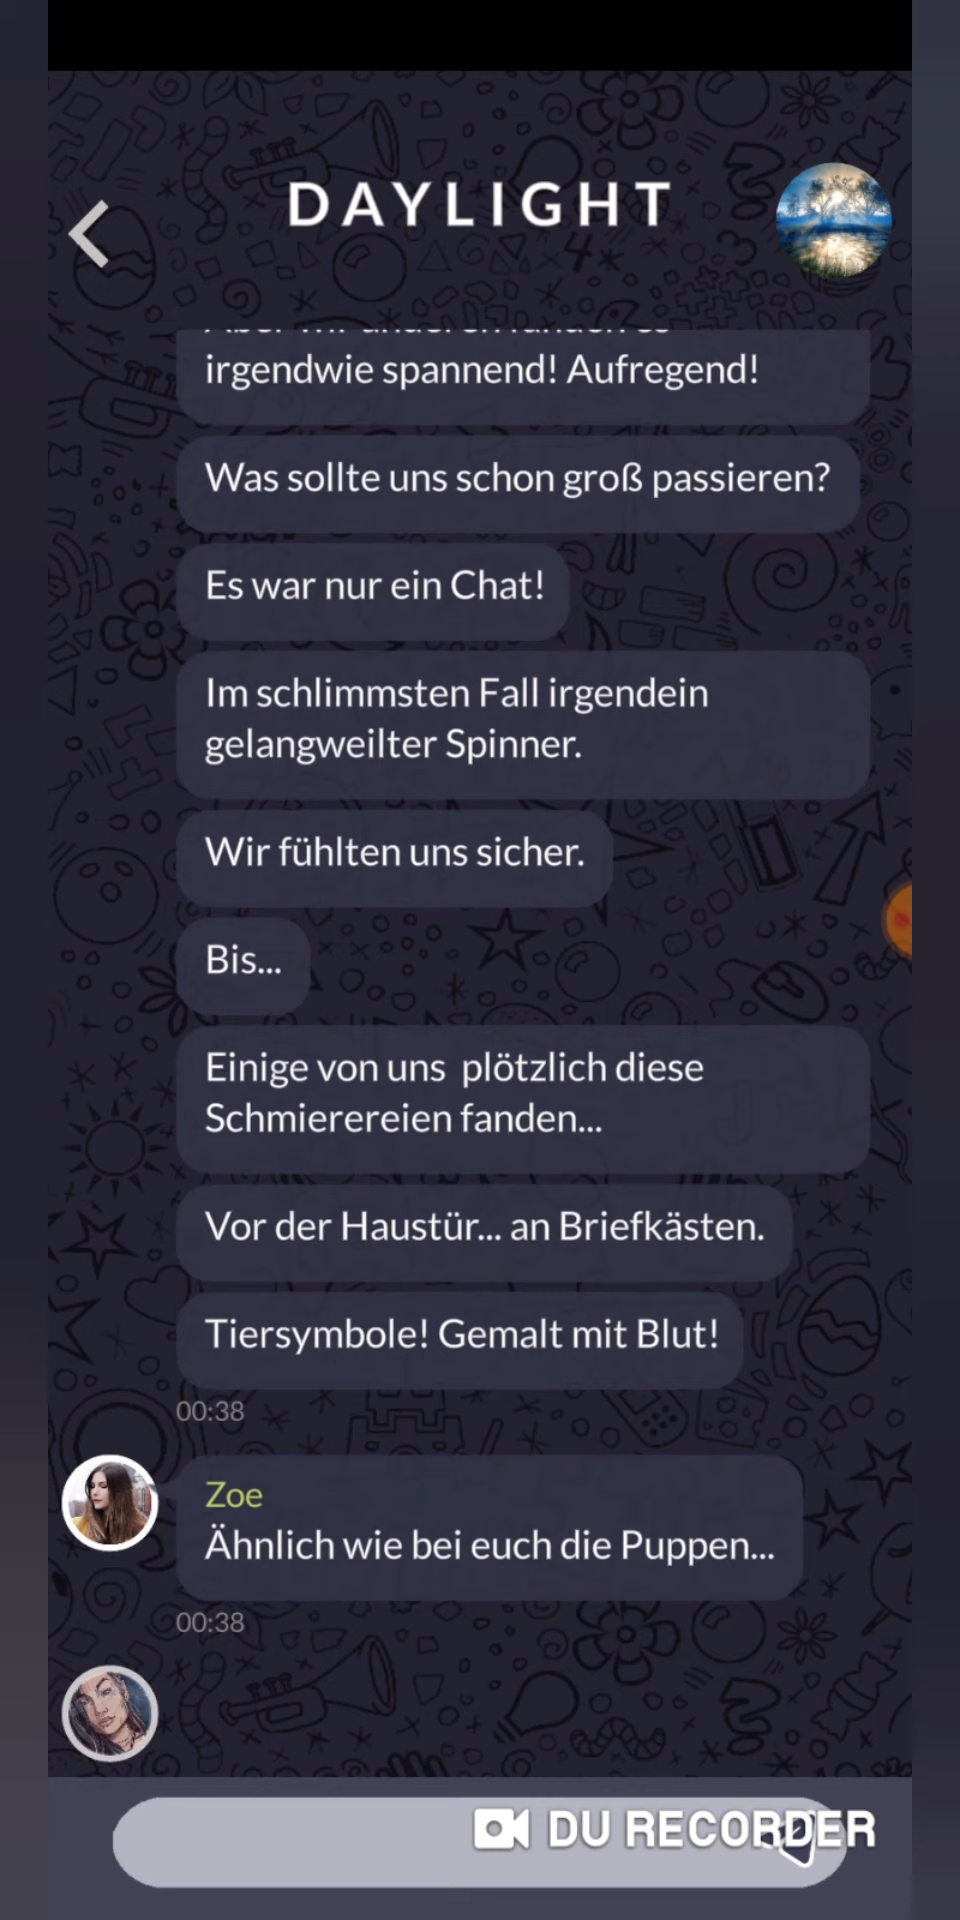 DAYLIGHT
irgendwie spannend! Aufregend!
Was sollte uns schon groß passieren?
Es war nur ein Chat!
Im schlimmsten Fall irgendein
gelangweilter Spinner.
Wir fühlten uns sicher.
Bis...
Einige von uns plötzlich diese
Schmierereien fanden...
Vor der Haustür... an Briefkästen.
Tiersymbole! Gemalt mit Blut!
00:38
Zoe
Ähnlich wie bei euch die Puppen...
00:38
DU RECORDER